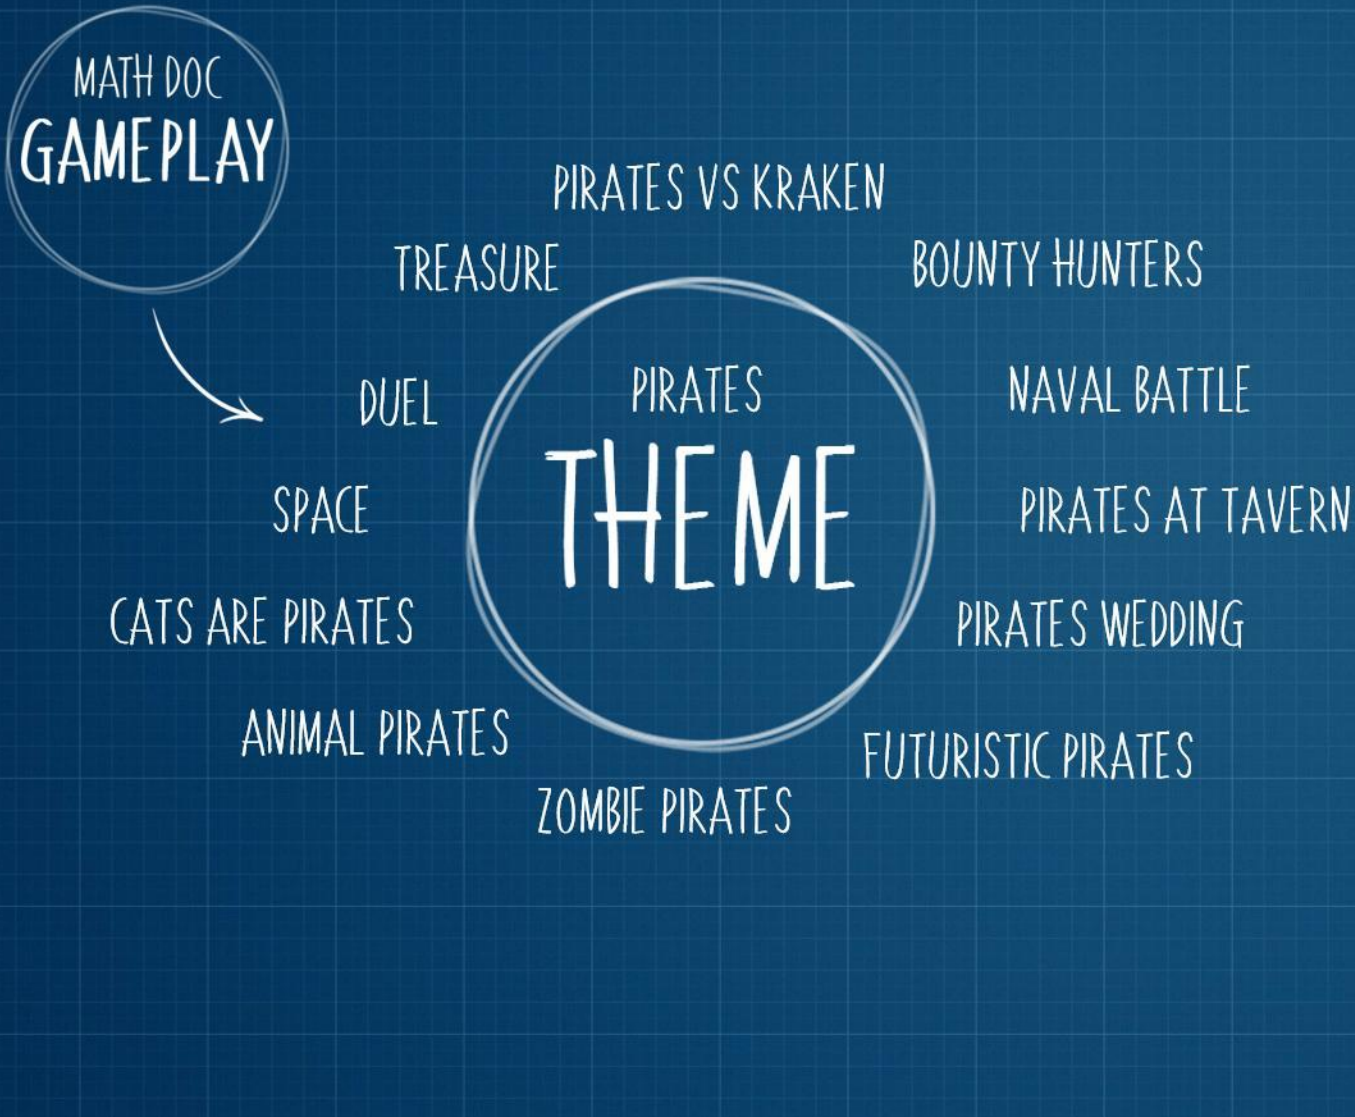 MATH DOC
GAMEPLAY
PIRATES VS KRAKEN
TREASURE
BOUNTY HUNTERS
DUEL
PIRATES
THEME
NAVAL BATTLE
SPACE
PIRATES AT TAVERN
CATS ARE PIRATES
PIRATES WEDDING
ANIMAL PIRATES
FUTURISTIC PIRATES
ZOMBIE PIRATES